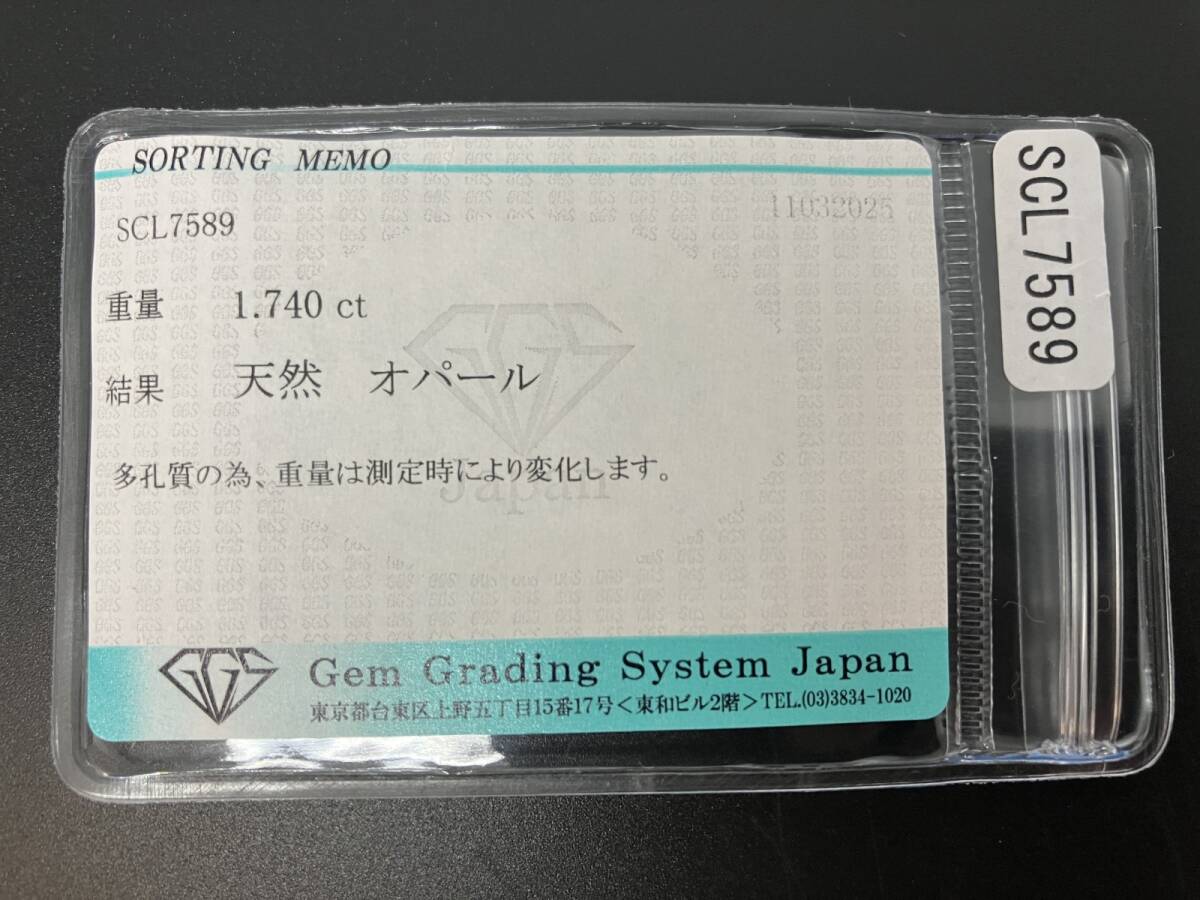 SORTING MEMO
SCL7589
11032025
重量 1.740 ct
結果 天然 オパール
多孔質の為、重量は測定時により変化します。
GGS
Japan
GGS
Gem Grading System Japan
東京都台東区上野五丁目15番17号<東和ビル2階>TEL.(03)3834-1020
SCL7589